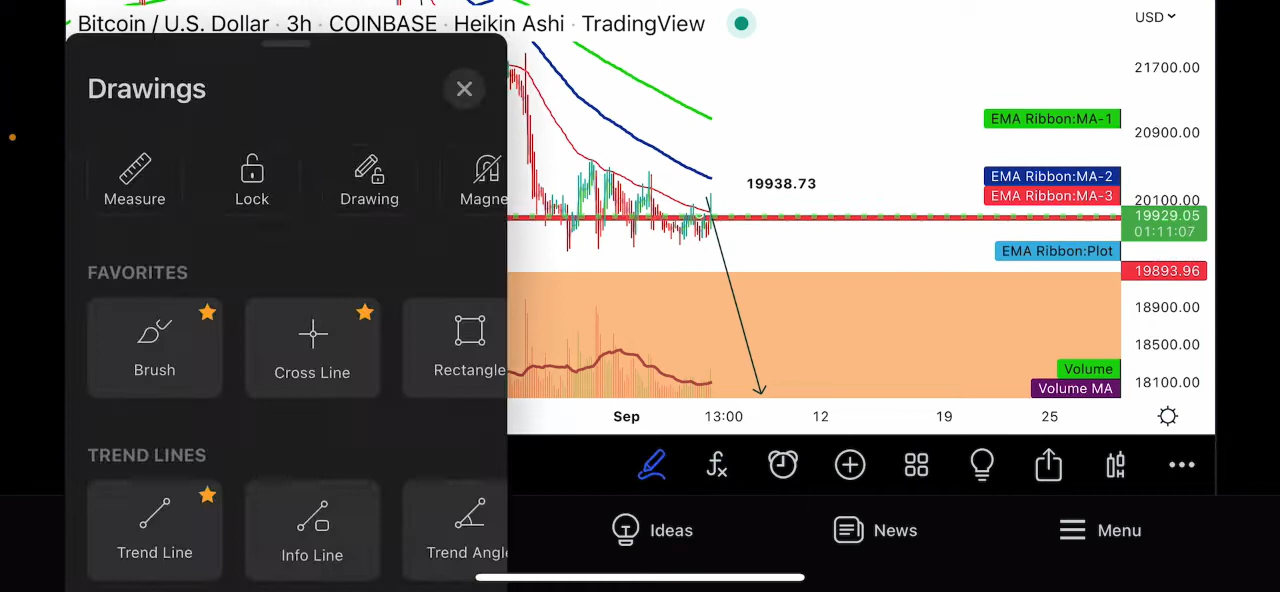 Bitcoin / U.S. Dollar · 3h · COINBASE · Heikin Ashi · TradingView
USD
Drawings
Measure
Lock
Drawing
Magne
FAVORITES
Brush
Cross Line
Rectangle
TREND LINES
Trend Line
Info Line
Trend Angl
21700.00
EMA Ribbon:MA-1
20900.00
EMA Ribbon:MA-2
19938.73
EMA Ribbon:MA-3
20100.00
19929.05
01:11:07
EMA Ribbon:Plot
19893.96
18900.00
18500.00
Volume
18100.00
Volume MA
Sep 13:00 12 19 25
Ideas
News
Menu